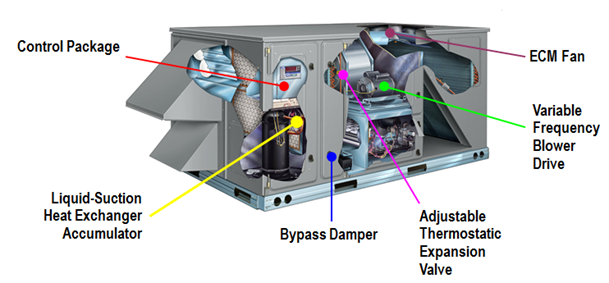 Control Package
ECM Fan
Variable
Frequency
Blower
Drive
Liquid-Suction
Heat Exchanger
Accumulator
Bypass Damper
Adjustable
Thermostatic
Expansion
Valve